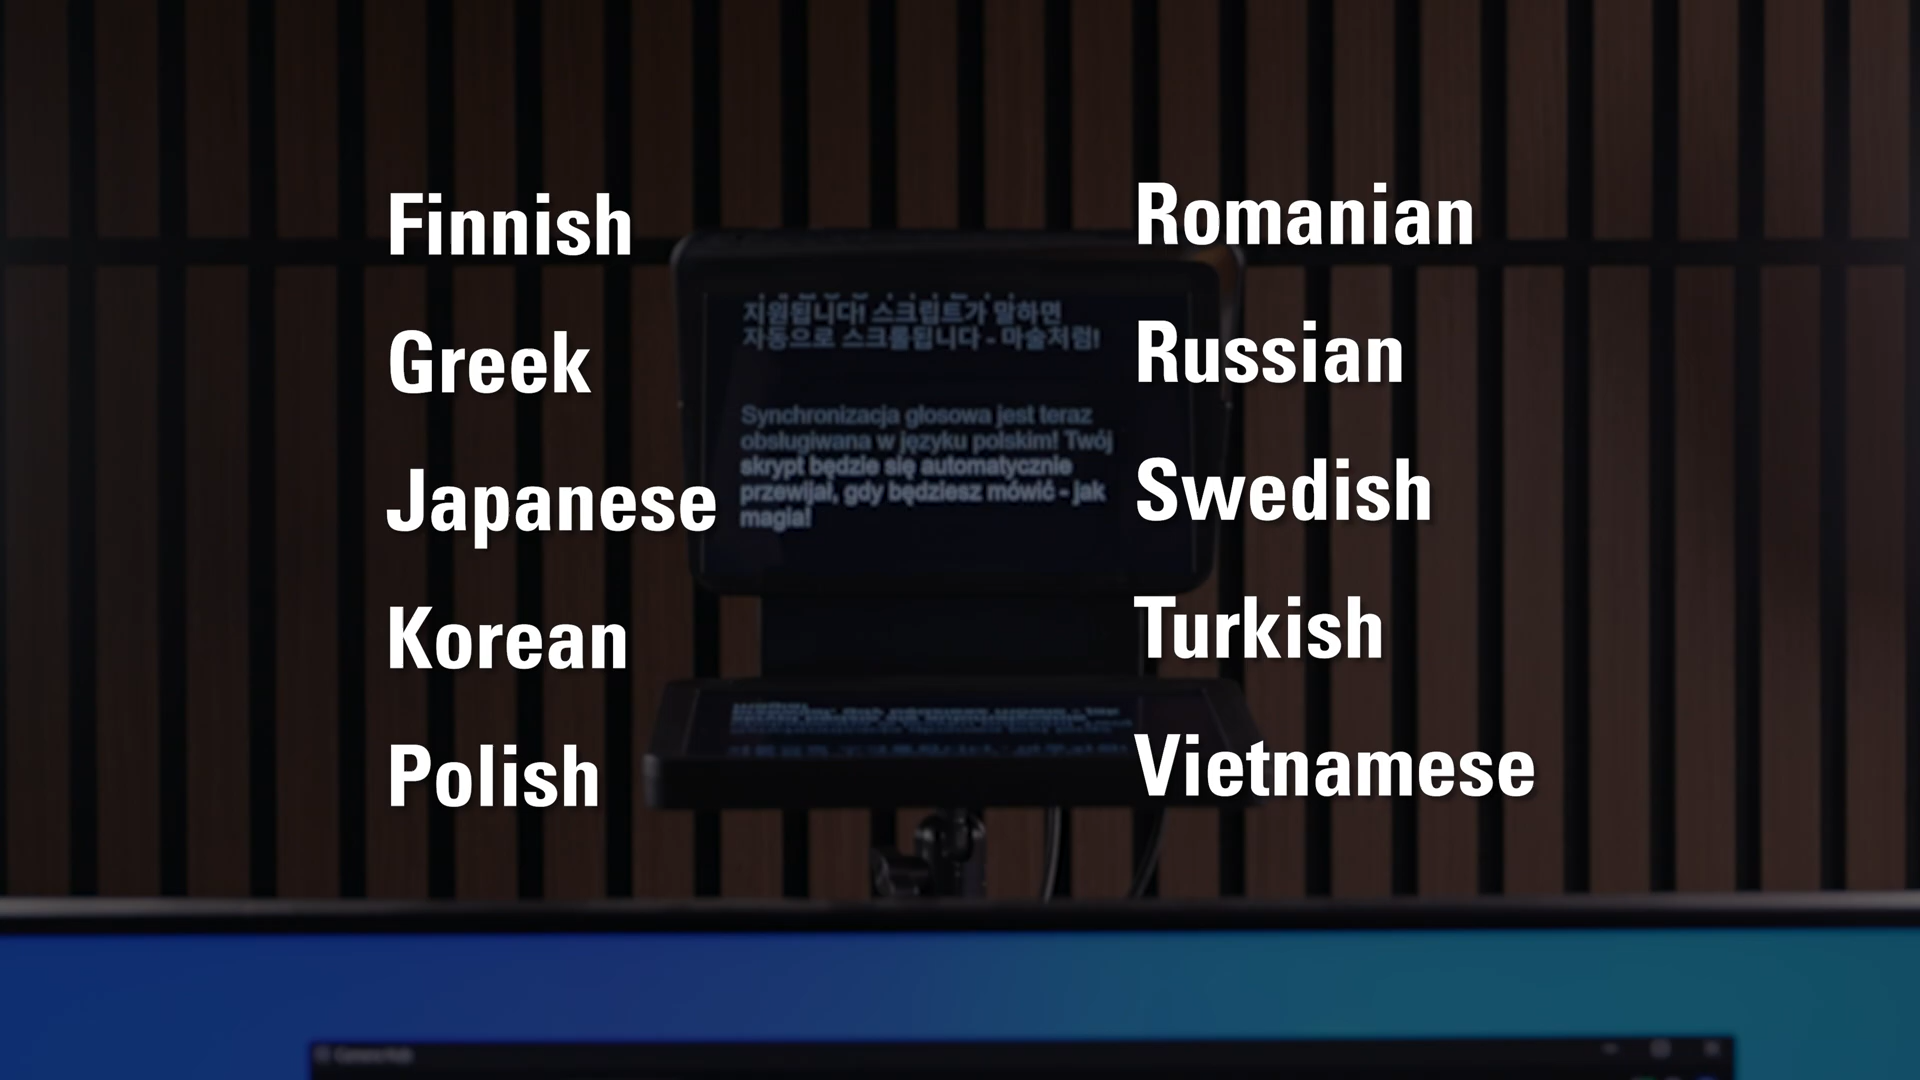 Finnish
Greek
Japanese
Korean
Polish
Romanian
Russian
Swedish
Turkish
Vietnamese
지원됩니다! 스크립트가 말하면
자동으로 스크롤됩니다 - 마술처럼!
Synchronizacja głosowa jest teraz
obsługiwana w języku polskim! Twój
skrypt będzie się automatycznie
przewijał, gdy będziesz mówić - jak
magia!
Camera Hub